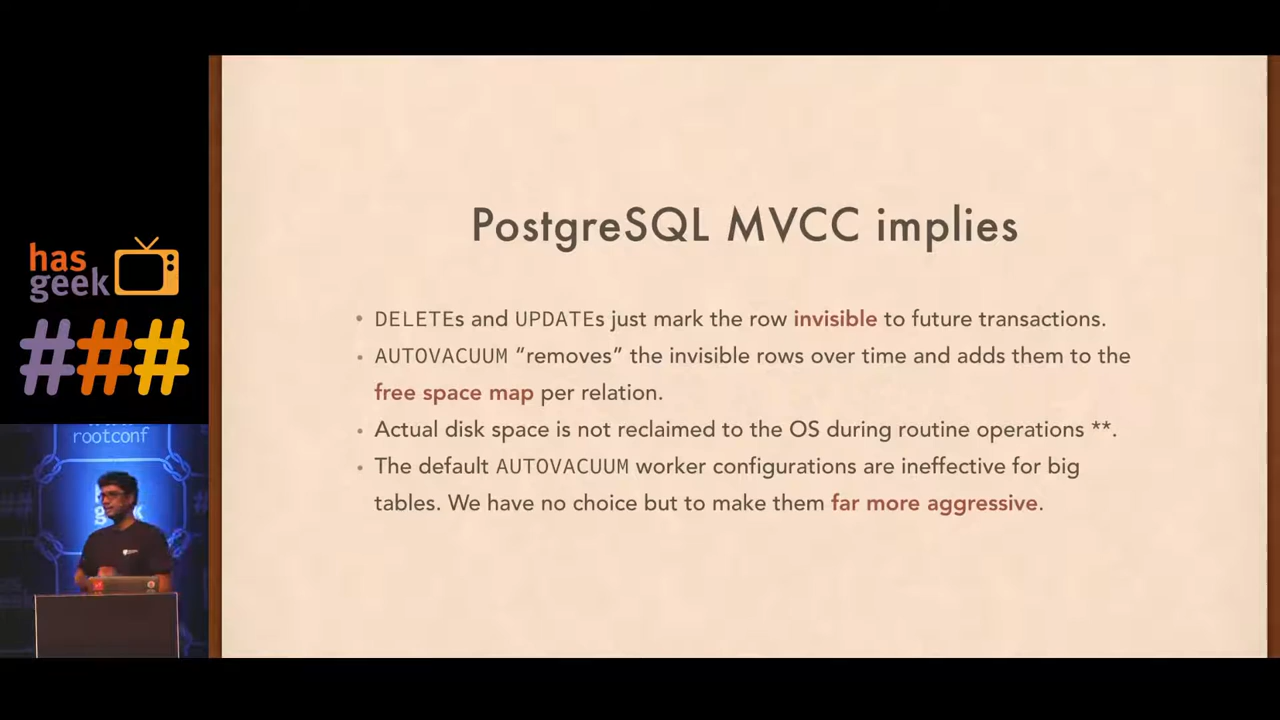 PostgreSQL MVCC implies
• DELETEs and UPDATEs just mark the row invisible to future transactions.
• AUTOVACUUM “removes” the invisible rows over time and adds them to the
free space map per relation.
• Actual disk space is not reclaimed to the OS during routine operations **.
• The default AUTOVACUUM worker configurations are ineffective for big
tables. We have no choice but to make them far more aggressive.
has
geek
###
rootconf